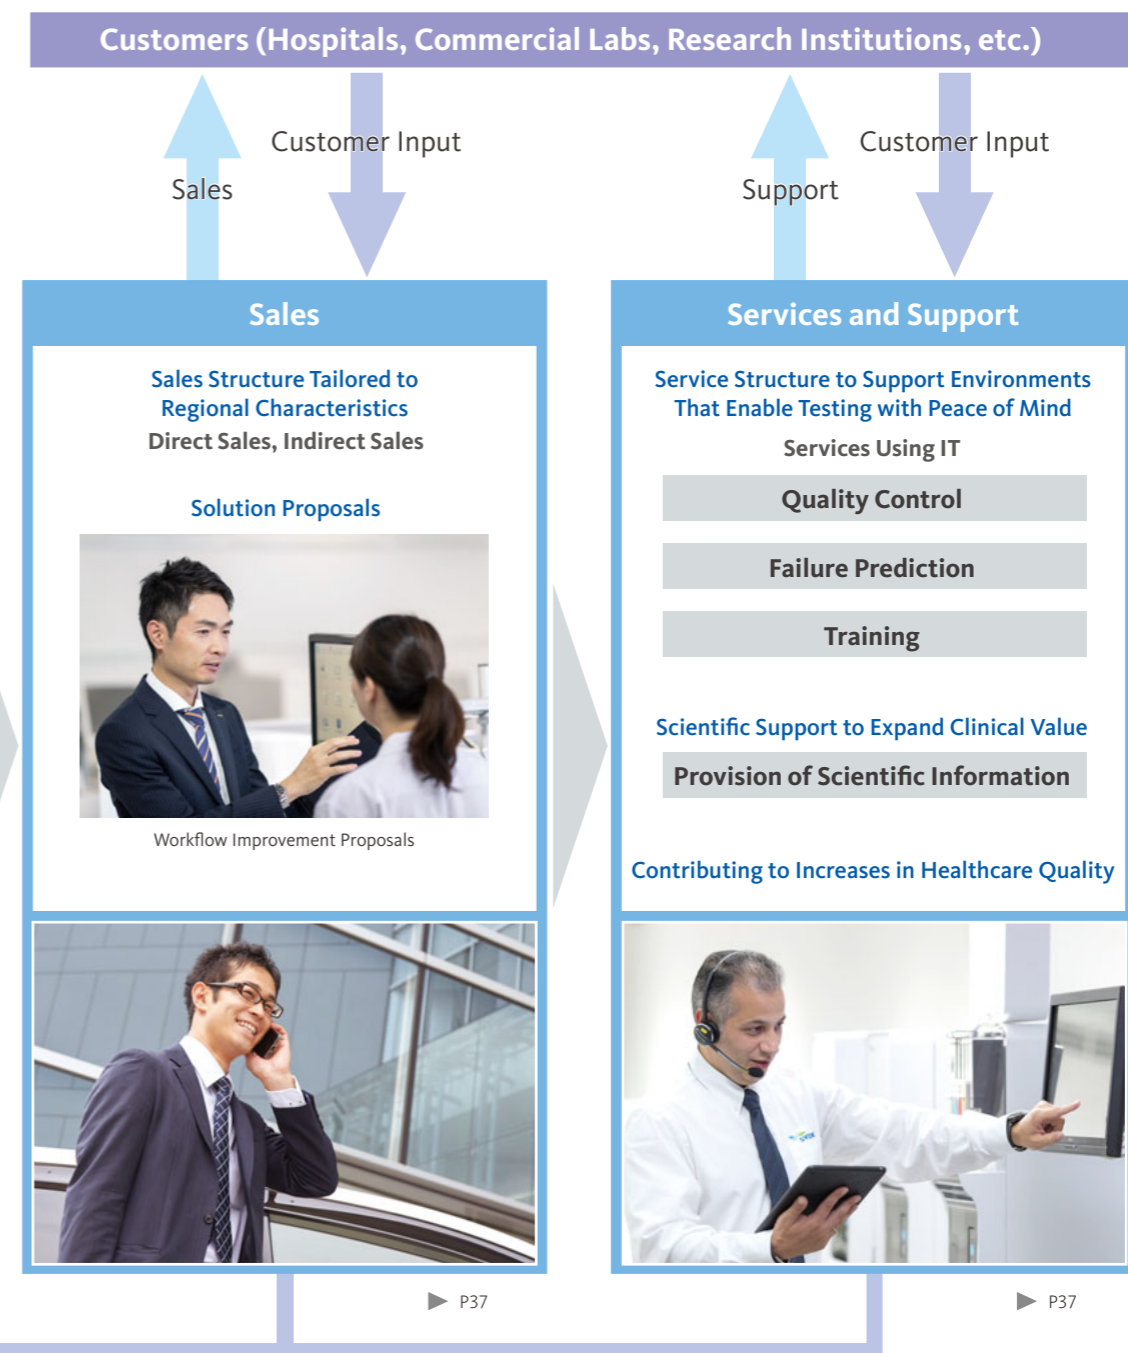 Customers (Hospitals, Commercial Labs, Research Institutions, etc.)
Customer Input
Sales
Customer Input
Support
Sales
Sales Structure Tailored to
Regional Characteristics
Direct Sales, Indirect Sales
Solution Proposals
Workflow Improvement Proposals
P37
Services and Support
Service Structure to Support Environments
That Enable Testing with Peace of Mind
Services Using IT
Quality Control
Failure Prediction
Training
Scientific Support to Expand Clinical Value
Provision of Scientific Information
Contributing to Increases in Healthcare Quality
P37